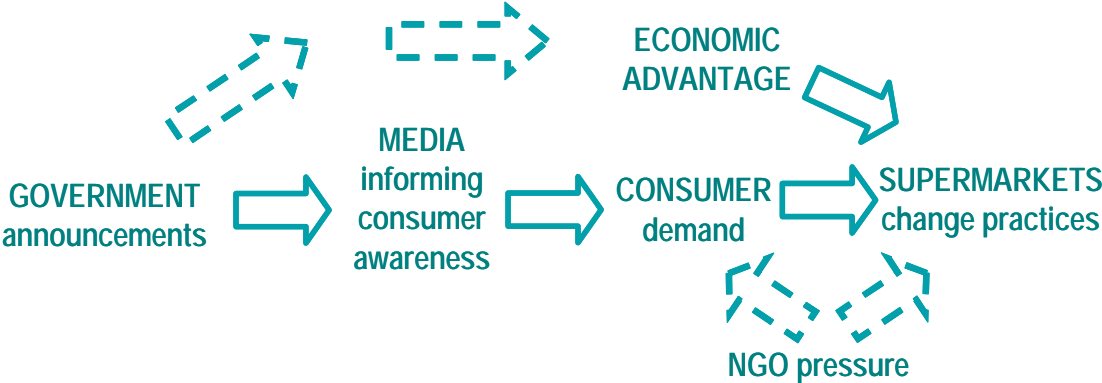 ECONOMIC
ADVANTAGE
GOVERNMENT
announcements
MEDIA
informing
consumer
awareness
CONSUMER
demand
SUPERMARKETS
change practices
NGO pressure